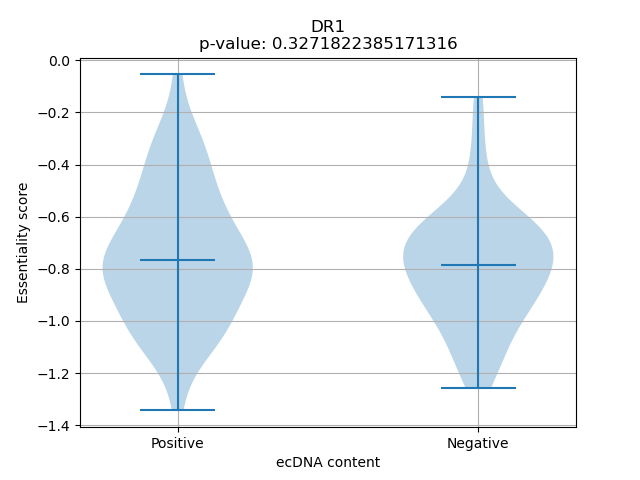 DR1
p-value: 0.3271822385171316
0.0
−0.2
−0.4
−0.6
−0.8
−1.0
−1.2
−1.4
Essentiality score
Positive
Negative
ecDNA content